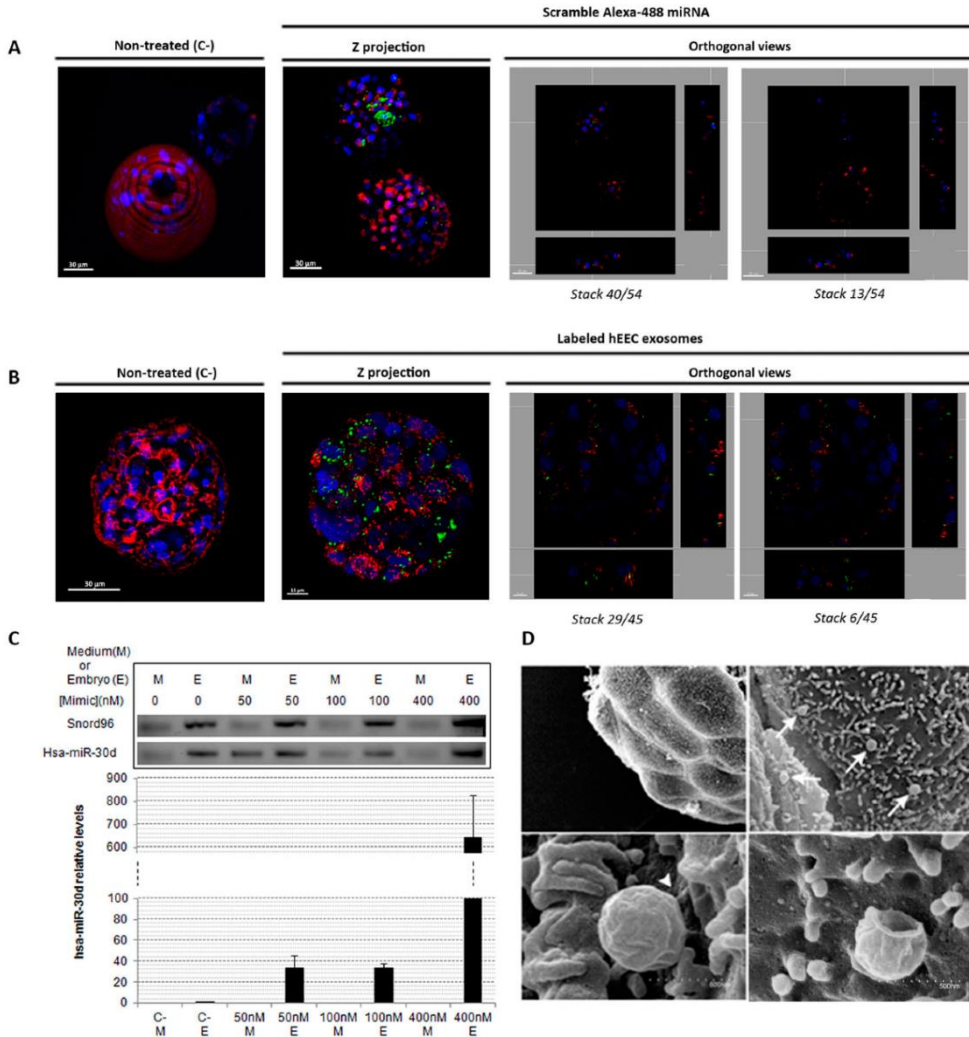 Scramble Alexa-488 miRNA
A
Non-treated (C-)
Z projection
Orthogonal views
30 µm
30 µm
Stack 40/54
Stack 13/54
Labeled hEEC exosomes
B
Non-treated (C-)
Z projection
Orthogonal views
30 µm
Stack 29/45
Stack 6/45
C
D
Medium(M)
or
Embryo (E)
M E M E M E M E
[Mimic](nM) 0 0 50 50 100 100 400 400
Snord96
Hsa-miR-30d
hsa-miR-30d relative levels
900
800
700
600
100
80
60
40
20
0
C- C- 50nM 50nM 100nM 100nM 400nM 400nM
M E M E M E M E
500nm